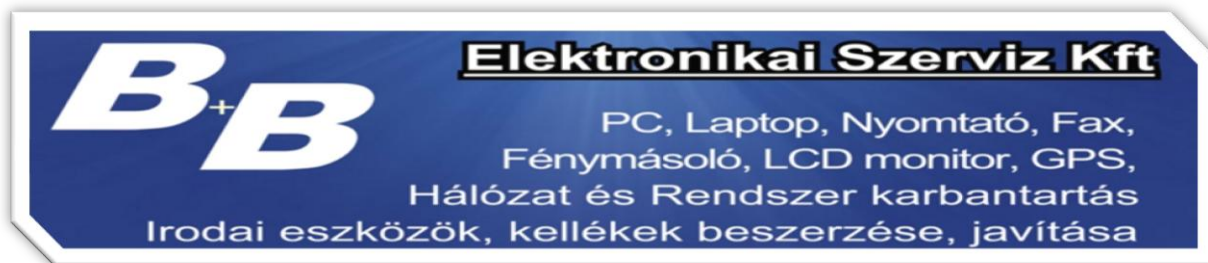 B+B
Elektronikai Szerviz Kft
PC, Laptop, Nyomtató, Fax,
Fénymásoló, LCD monitor, GPS,
Hálózat és Rendszer karbantartás
Irodai eszközök, kellékek beszerzése, javítása